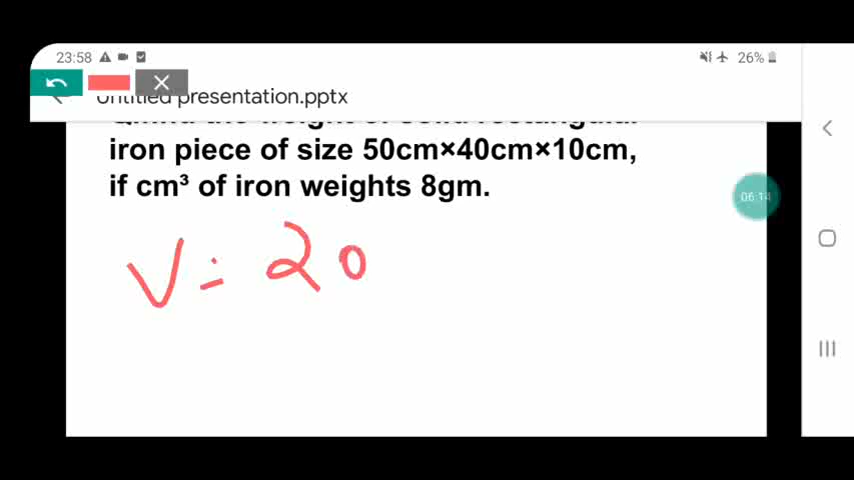 23:58 26%
Untitled presentation.pptx
iron piece of size 50cm×40cm×10cm,
if cm³ of iron weights 8gm.
06:14
V = 20